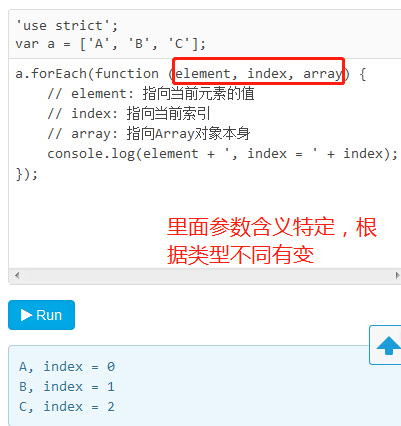 'use strict';
var a = ['A', 'B', 'C'];
a.forEach(function (element, index, array) {
    // element: 指向当前元素的值
    // index: 指向当前索引
    // array: 指向Array对象本身
    console.log(element + ', index = ' + index);
});
里面参数含义特定，根
据类型不同有变
Run
A, index = 0
B, index = 1
C, index = 2